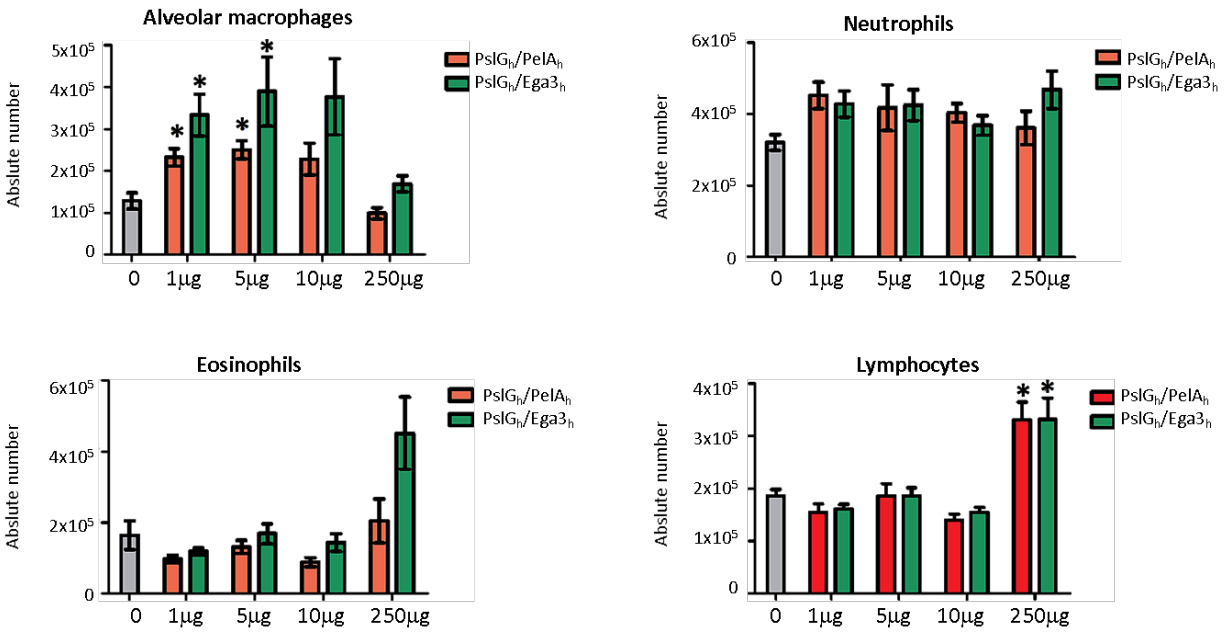 Alveolar macrophages
Abslute number
5x10⁵
4x10⁵
3x10⁵
2x10⁵
1x10⁵
0
* * * *
PslGₕ/PelAₕ
PslGₕ/Ega3ₕ
0 1µg 5µg 10µg 250µg
Neutrophils
Abslute number
6x10⁵
4x10⁵
2x10⁵
0
PslGₕ/PelAₕ
PslGₕ/Ega3ₕ
0 1µg 5µg 10µg 250µg
Eosinophils
Abslute number
6x10⁵
4x10⁵
2x10⁵
0
PslGₕ/PelAₕ
PslGₕ/Ega3ₕ
0 1µg 5µg 10µg 250µg
Lymphocytes
Abslute number
4x10⁵
3x10⁵
2x10⁵
1x10⁵
0
* *
PslGₕ/PelAₕ
PslGₕ/Ega3ₕ
0 1µg 5µg 10µg 250µg